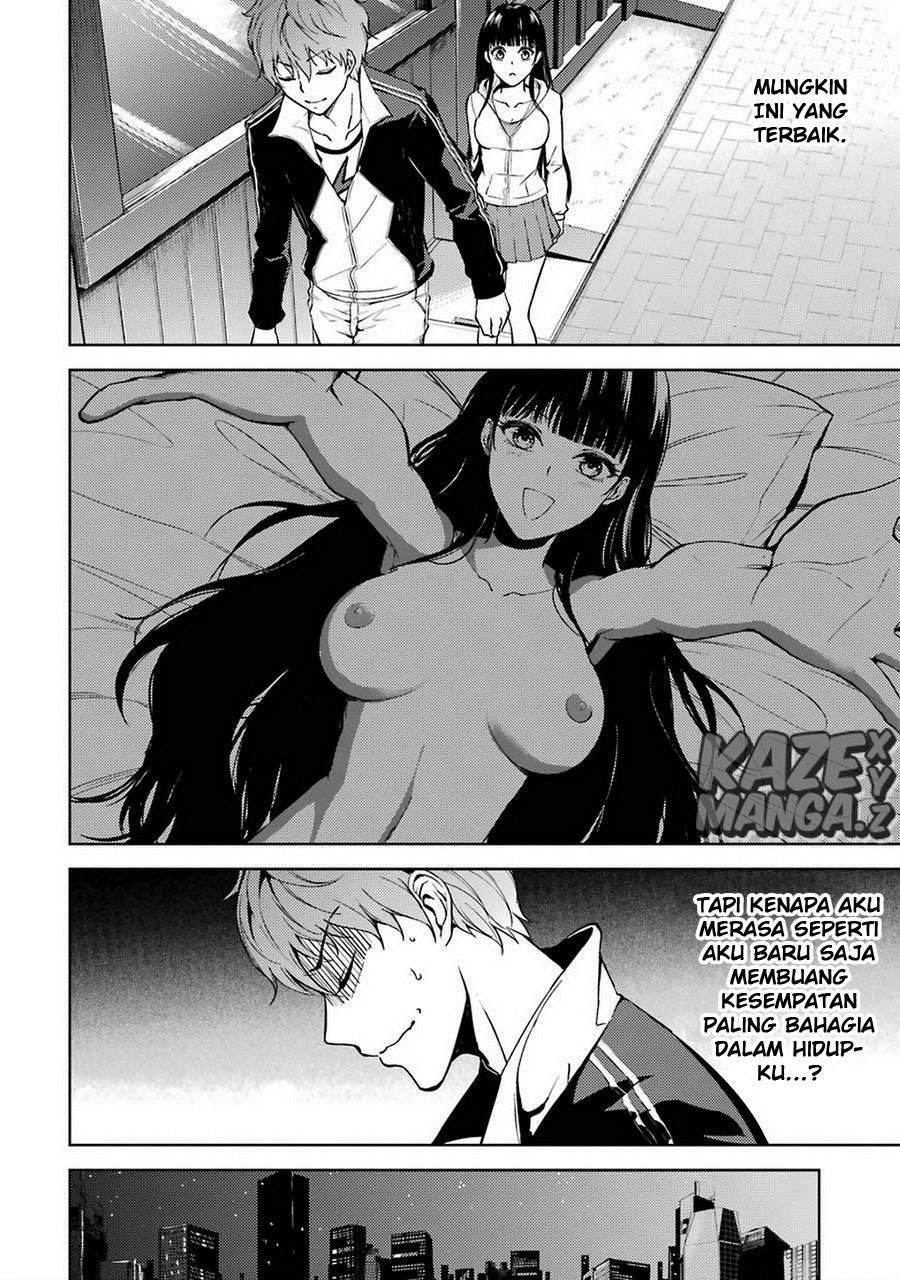 MUNGKIN
INI YANG
TERBAIK.
KAZE
MANGA.XYZ
TAPI KENAPA AKU
MERASA SEPERTI
AKU BARU SAJA
MEMBUANG
KESEMPATAN
PALING BAHAGIA
DALAM HIDUP-
KU...?